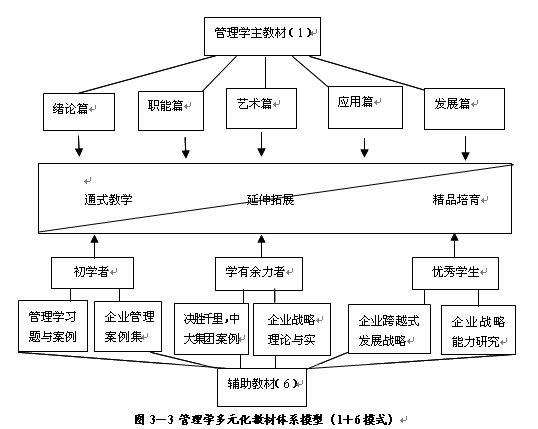 管理学主教材(1)
绪论篇
职能篇
艺术篇
应用篇
发展篇
通式教学
延伸拓展
精品培育
初学者
学有余力者
优秀学生
管理学习
题与案例
企业管理
案例集
决胜千里,中
大集团案例
企业战略
理论与实
企业跨越式
发展战略
企业战略
能力研究
辅助教材(6)
图 3—3 管理学多元化教材体系模型(1+6模式)